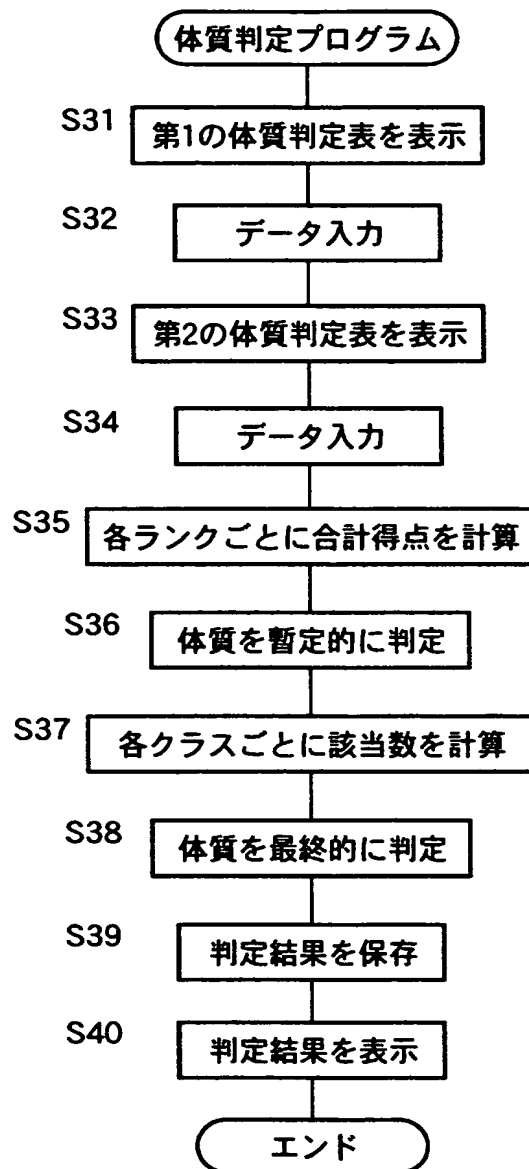 体質判定プログラム
S31
第1の体質判定表を表示
S32
データ入力
S33
第2の体質判定表を表示
S34
データ入力
S35
各ランクごとに合計得点を計算
S36
体質を暫定的に判定
S37
各クラスごとに該当数を計算
S38
体質を最終的に判定
S39
判定結果を保存
S40
判定結果を表示
エンド